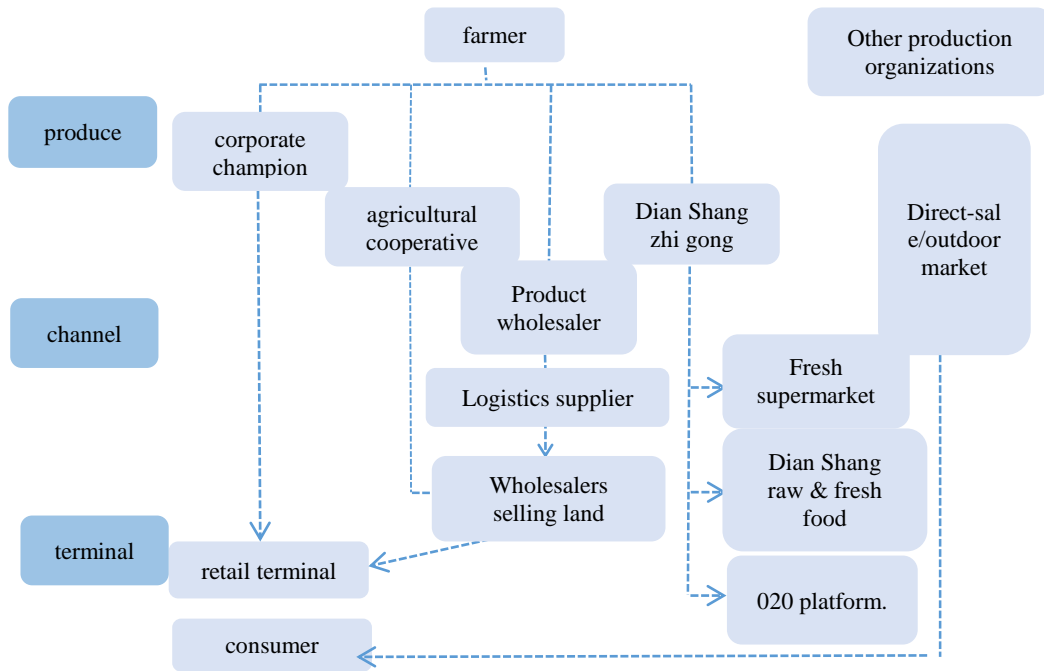 farmer
Other production
organizations
produce
corporate
champion
agricultural
cooperative
Dian Shang
zhi gong
Direct-sal
e/outdoor
market
Product
wholesaler
channel
Fresh
supermarket
Logistics supplier
Dian Shang
raw & fresh
food
Wholesalers
selling land
terminal
retail terminal
020 platform.
consumer